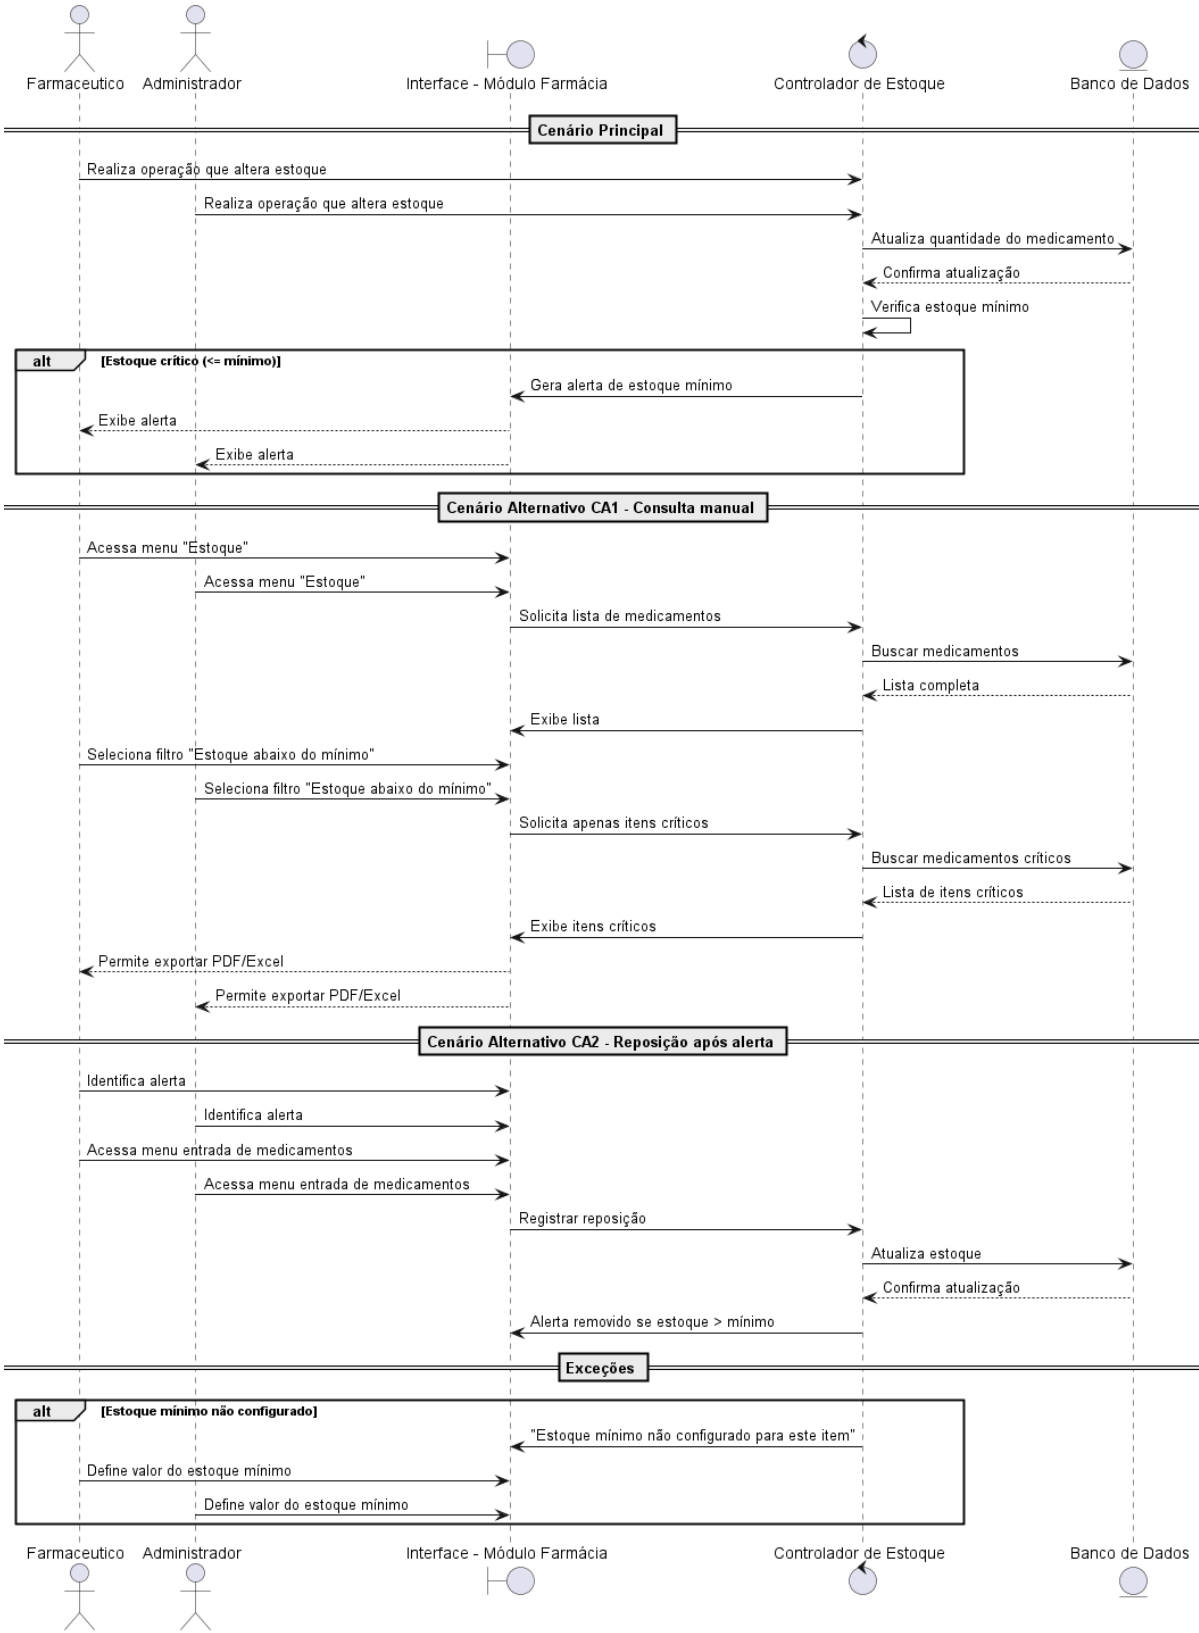 Farmaceutico Administrador Interface - Módulo Farmácia Controlador de Estoque Banco de Dados
Cenário Principal
Realiza operação que altera estoque
Realiza operação que altera estoque
Atualiza quantidade do medicamento
Confirma atualização
Verifica estoque mínimo
alt [Estoque crítico (<= mínimo)]
Gera alerta de estoque mínimo
Exibe alerta
Exibe alerta
Cenário Alternativo CA1 - Consulta manual
Acessa menu "Estoque"
Acessa menu "Estoque"
Solicita lista de medicamentos
Buscar medicamentos
Lista completa
Exibe lista
Seleciona filtro "Estoque abaixo do mínimo"
Seleciona filtro "Estoque abaixo do mínimo"
Solicita apenas itens críticos
Buscar medicamentos críticos
Lista de itens críticos
Exibe itens críticos
Permite exportar PDF/Excel
Permite exportar PDF/Excel
Cenário Alternativo CA2 - Reposição após alerta
Identifica alerta
Identifica alerta
Acessa menu entrada de medicamentos
Acessa menu entrada de medicamentos
Registrar reposição
Atualiza estoque
Confirma atualização
Alerta removido se estoque > mínimo
Exceções
alt [Estoque mínimo não configurado]
"Estoque mínimo não configurado para este item"
Define valor do estoque mínimo
Define valor do estoque mínimo
Farmaceutico Administrador Interface - Módulo Farmácia Controlador de Estoque Banco de Dados